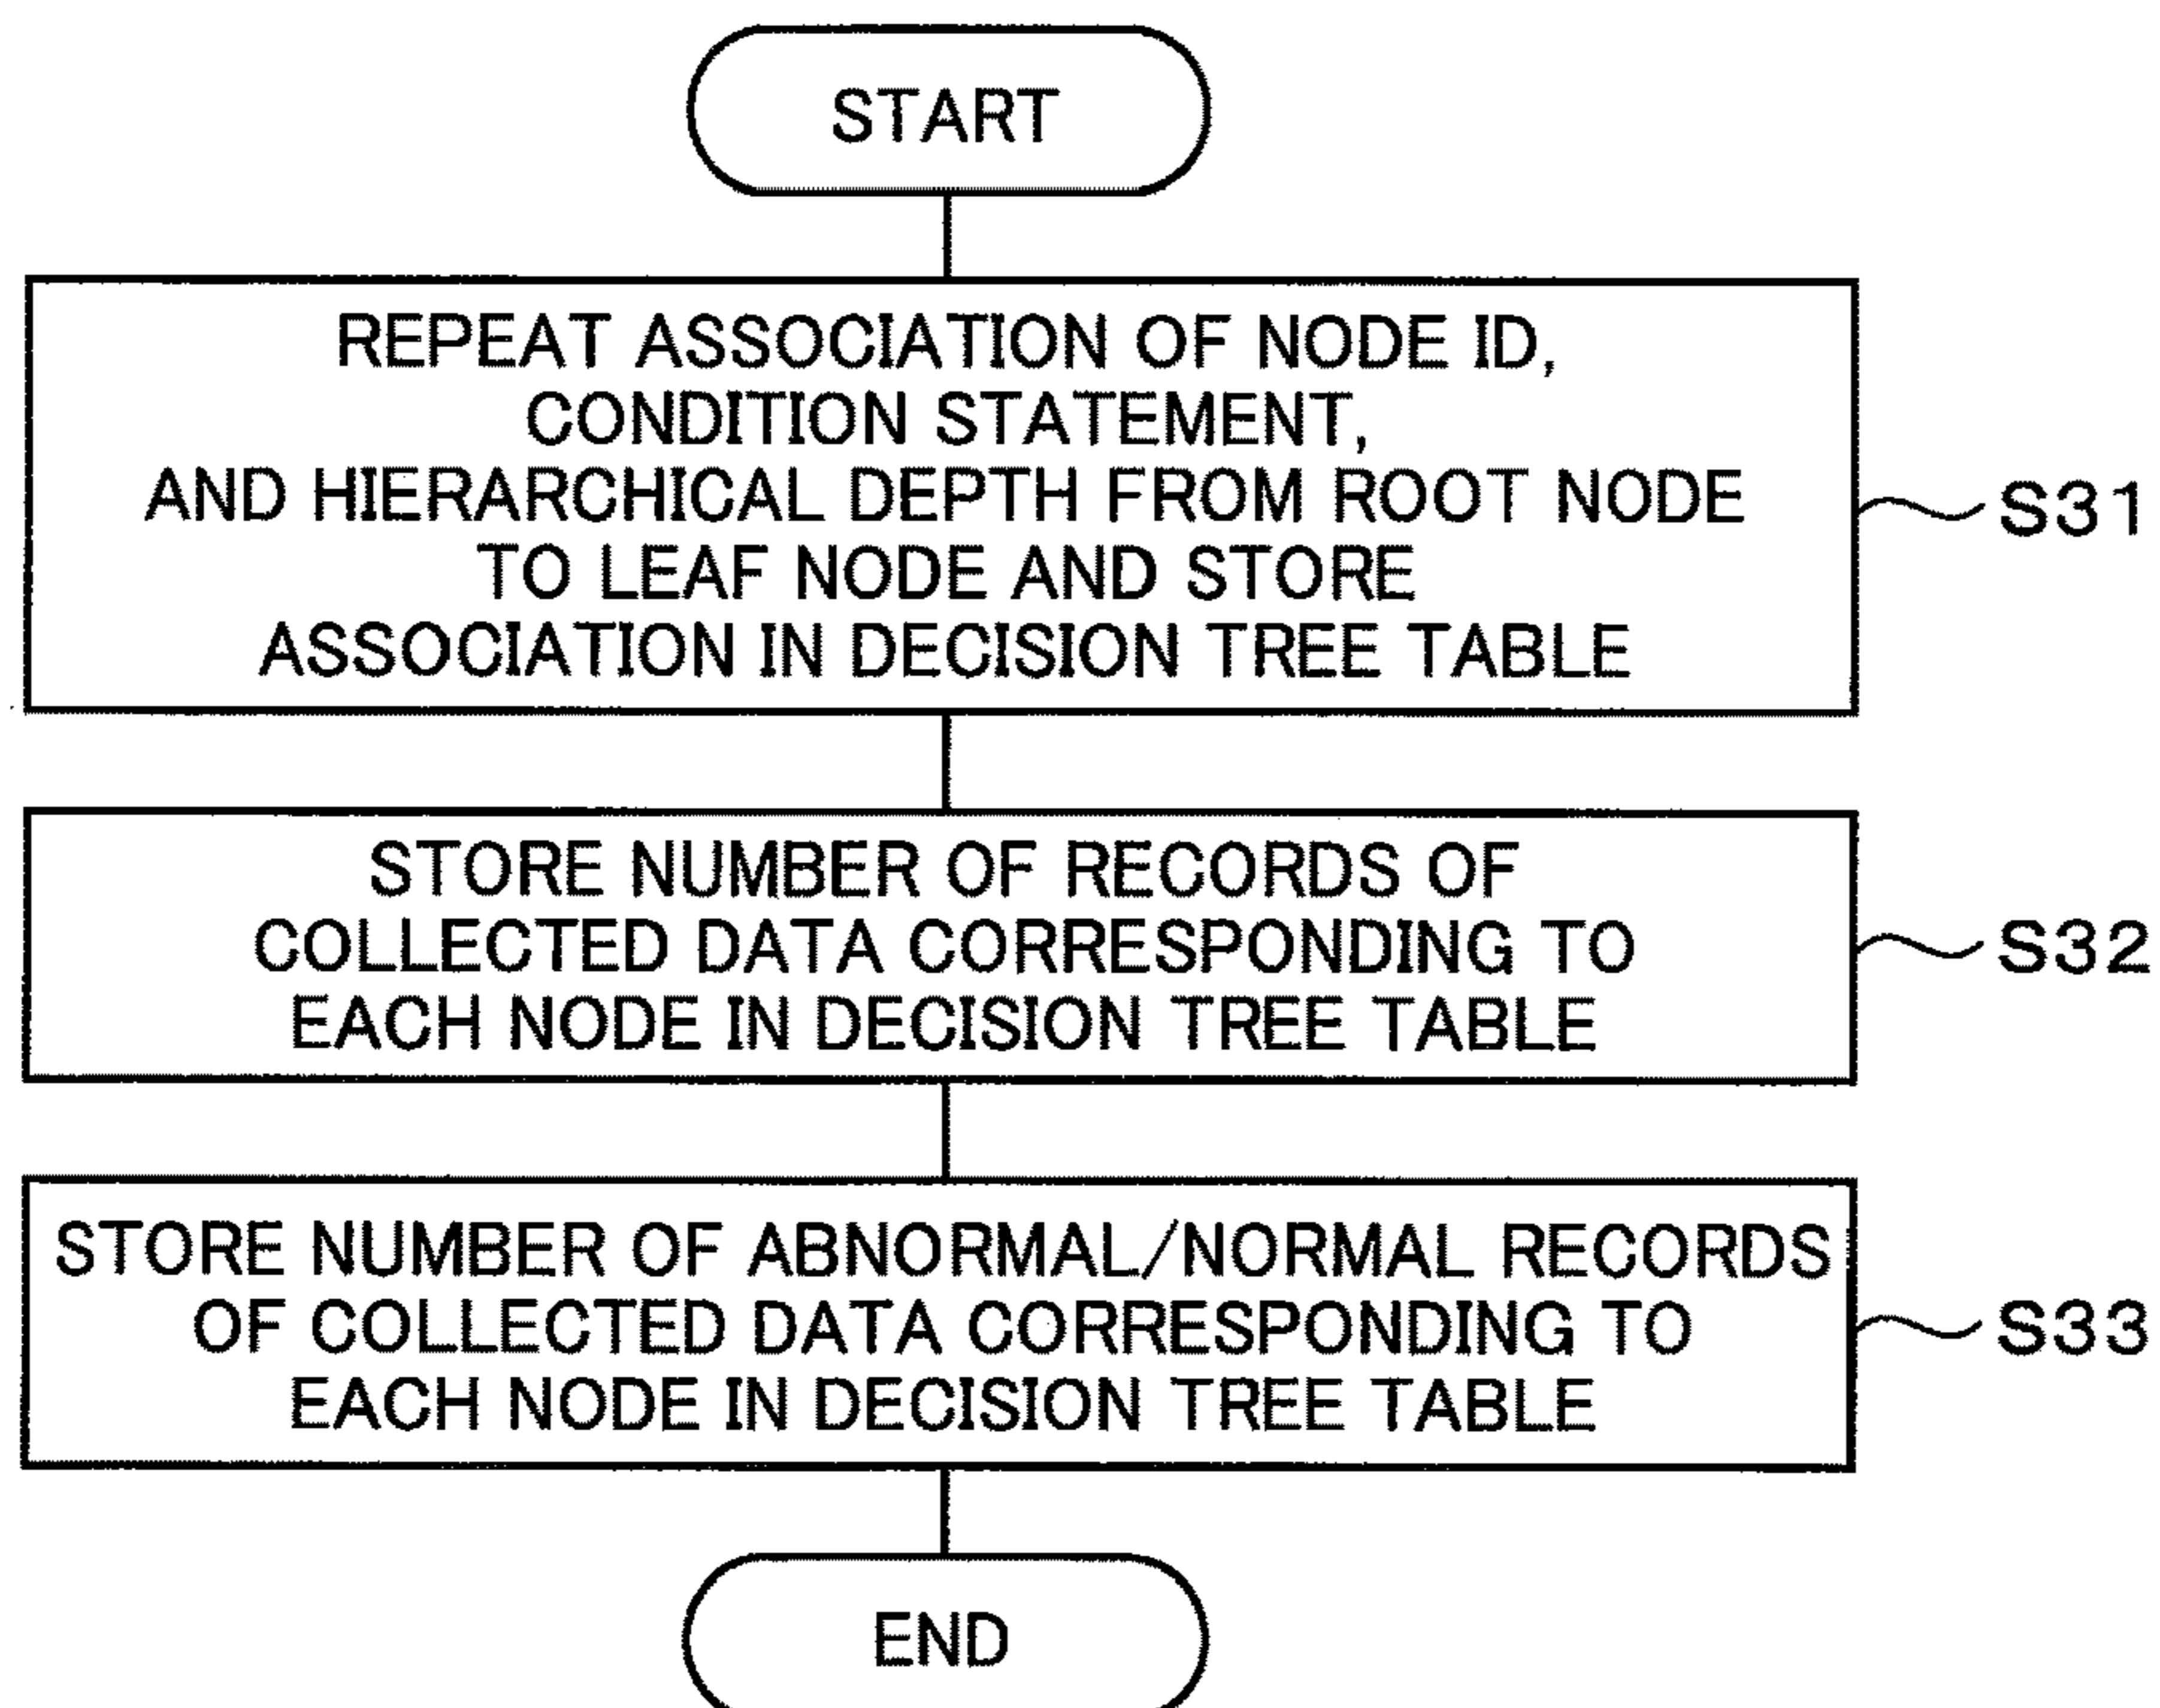 START
REPEAT ASSOCIATION OF NODE ID,
CONDITION STATEMENT,
AND HIERARCHICAL DEPTH FROM ROOT NODE
TO LEAF NODE AND STORE
ASSOCIATION IN DECISION TREE TABLE
S31
STORE NUMBER OF RECORDS OF
COLLECTED DATA CORRESPONDING TO
EACH NODE IN DECISION TREE TABLE
S32
STORE NUMBER OF ABNORMAL/NORMAL RECORDS
OF COLLECTED DATA CORRESPONDING TO
EACH NODE IN DECISION TREE TABLE
S33
END